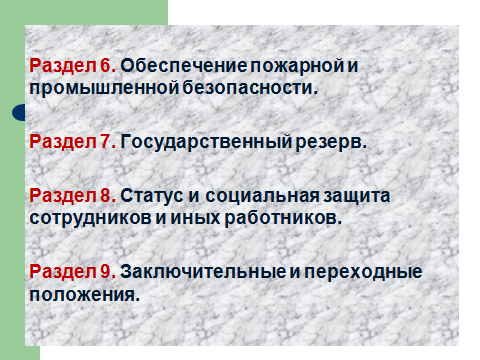 Раздел 6. Обеспечение пожарной и
промышленной безопасности.
Раздел 7. Государственный резерв.
Раздел 8. Статус и социальная защита
сотрудников и иных работников.
Раздел 9. Заключительные и переходные
положения.